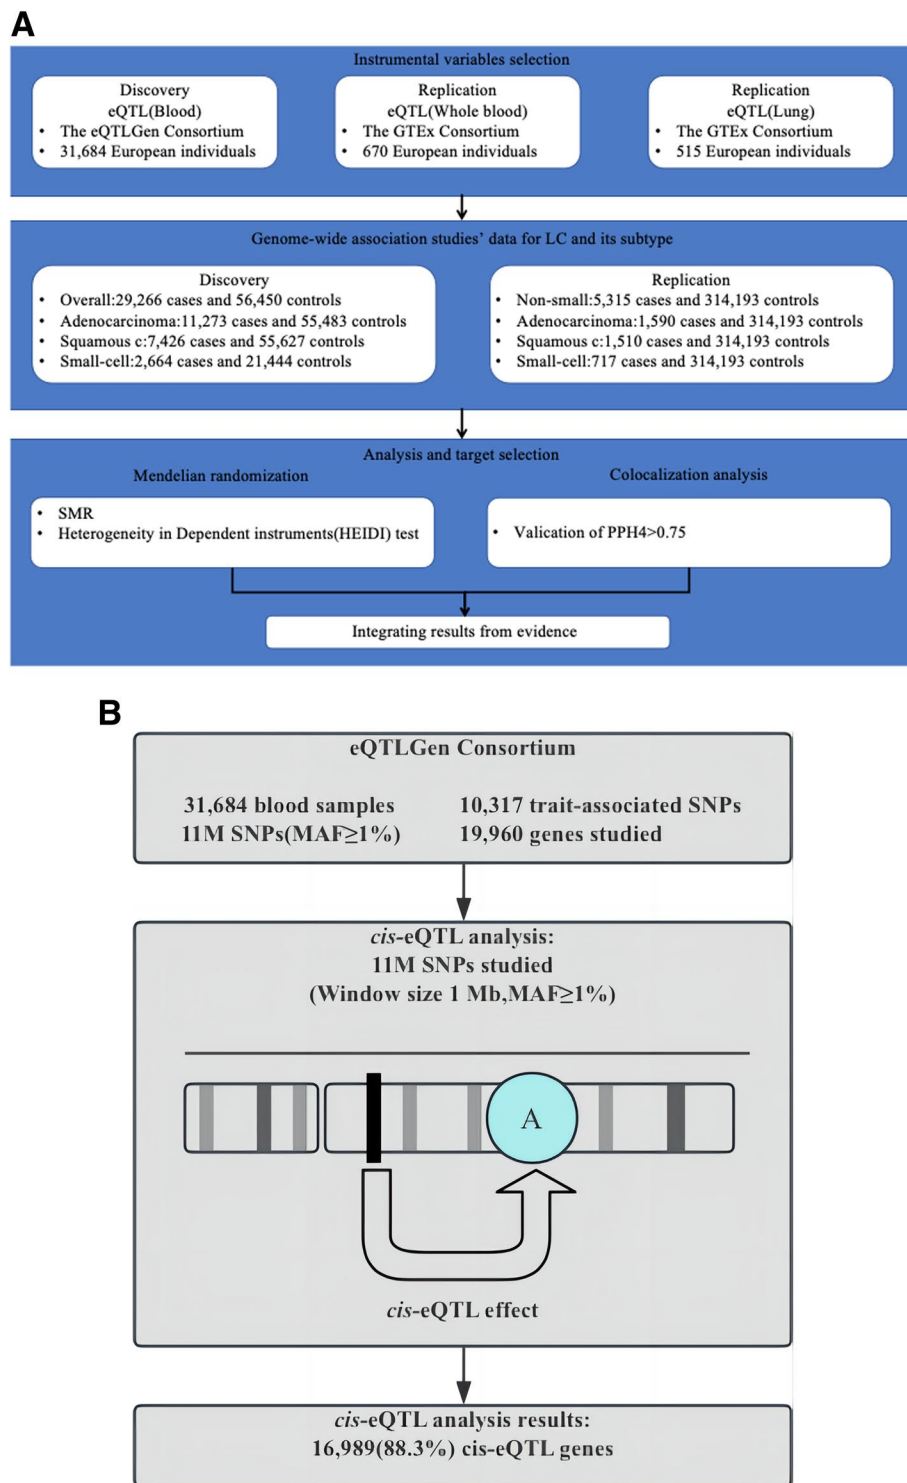 A
Instrumental variables selection
Discovery
eQTL(Blood)
• The eQTLGen Consortium
• 31,684 European individuals
Replication
eQTL(Whole blood)
• The GTEx Consortium
• 670 European individuals
Replication
eQTL(Lung)
• The GTEx Consortium
• 515 European individuals
Genome-wide association studies’ data for LC and its subtype
Discovery
• Overall:29,266 cases and 56,450 controls
• Adenocarcinoma:11,273 cases and 55,483 controls
• Squamous c:7,426 cases and 55,627 controls
• Small-cell:2,664 cases and 21,444 controls
Replication
• Non-small:5,315 cases and 314,193 controls
• Adenocarcinoma:1,590 cases and 314,193 controls
• Squamous c:1,510 cases and 314,193 controls
• Small-cell:717 cases and 314,193 controls
Analysis and target selection
Mendelian randomization
• SMR
• Heterogeneity in Dependent instruments(HEIDI) test
Colocalization analysis
• Valication of PPH4>0.75
Integrating results from evidence
B
eQTLGen Consortium
31,684 blood samples
11M SNPs(MAF≥1%)
10,317 trait-associated SNPs
19,960 genes studied
cis-eQTL analysis:
11M SNPs studied
(Window size 1 Mb,MAF≥1%)
A
cis-eQTL effect
cis-eQTL analysis results:
16,989(88.3%) cis-eQTL genes